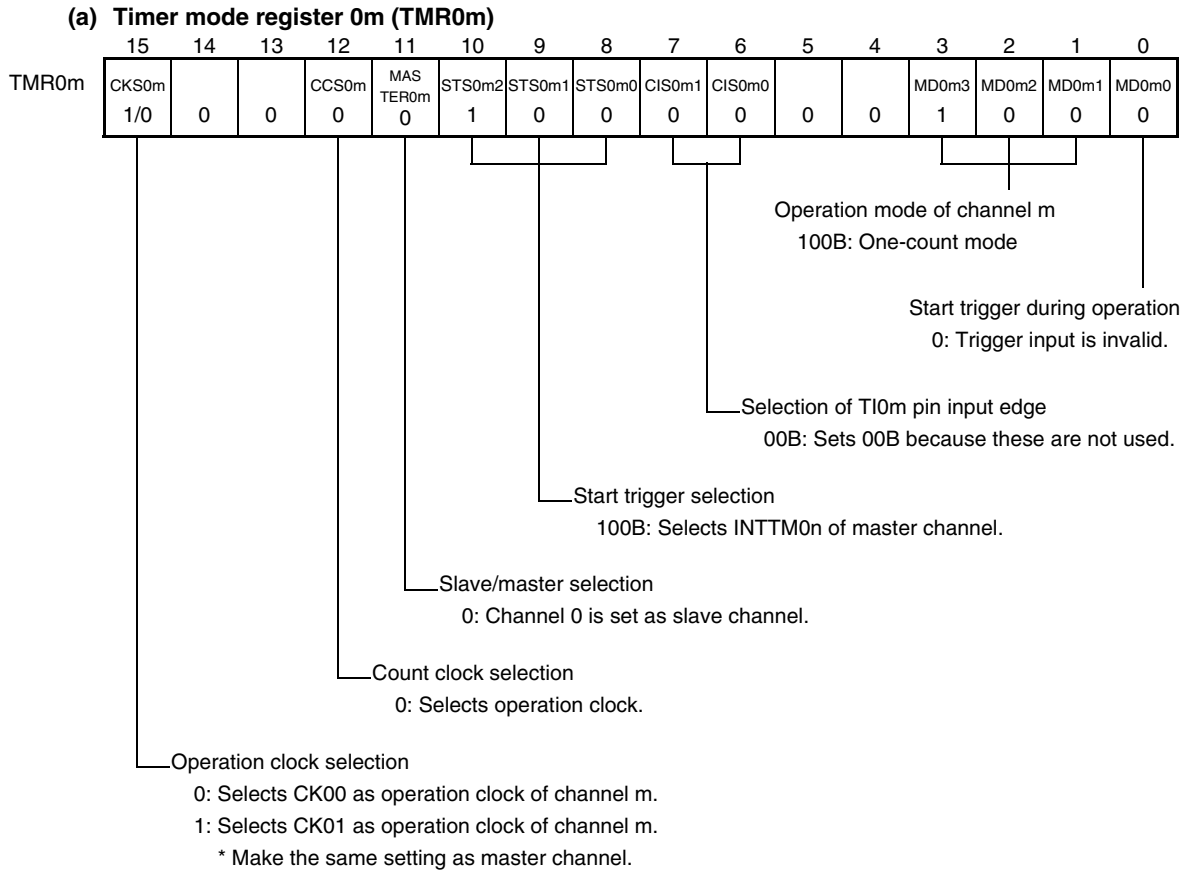 (a) Timer mode register 0m (TMR0m)
15 14 13 12 11 10 9 8 7 6 5 4 3 2 1 0
TMR0m
CKS0m CCS0m MAS TER0m STS0m2 STS0m1 STS0m0 CIS0m1 CIS0m0 MD0m3 MD0m2 MD0m1 MD0m0
1/0 0 0 0 0 1 0 0 0 0 0 0 1 0 0 0
Operation mode of channel m
100B: One-count mode
Start trigger during operation
0: Trigger input is invalid.
Selection of TI0m pin input edge
00B: Sets 00B because these are not used.
Start trigger selection
100B: Selects INTTM0n of master channel.
Slave/master selection
0: Channel 0 is set as slave channel.
Count clock selection
0: Selects operation clock.
Operation clock selection
0: Selects CK00 as operation clock of channel m.
1: Selects CK01 as operation clock of channel m.
* Make the same setting as master channel.